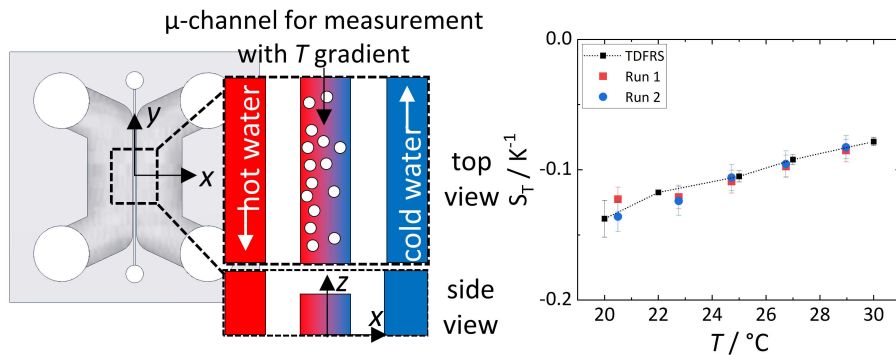 μ-channel for measurement
with T gradient
y
x
hot water
cold water
top
view
z
x
side
view
TDFRS
Run 1
Run 2
0.0
-0.1
-0.2
S_T / K⁻¹
20 22 24 26 28 30
T / °C